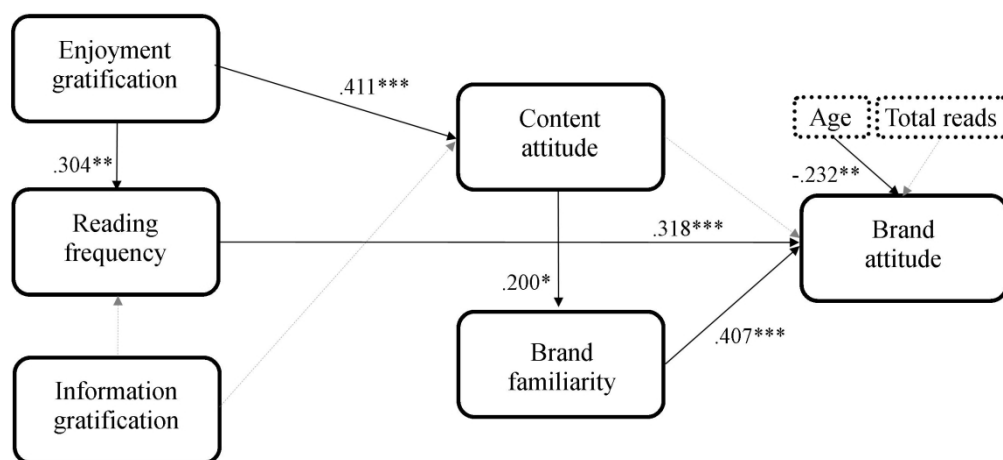 Enjoyment
gratification
.411***
Content
attitude
Age
Total reads
.304**
-.232**
Reading
frequency
.318***
Brand
attitude
.200*
.407***
Brand
familiarity
Information
gratification